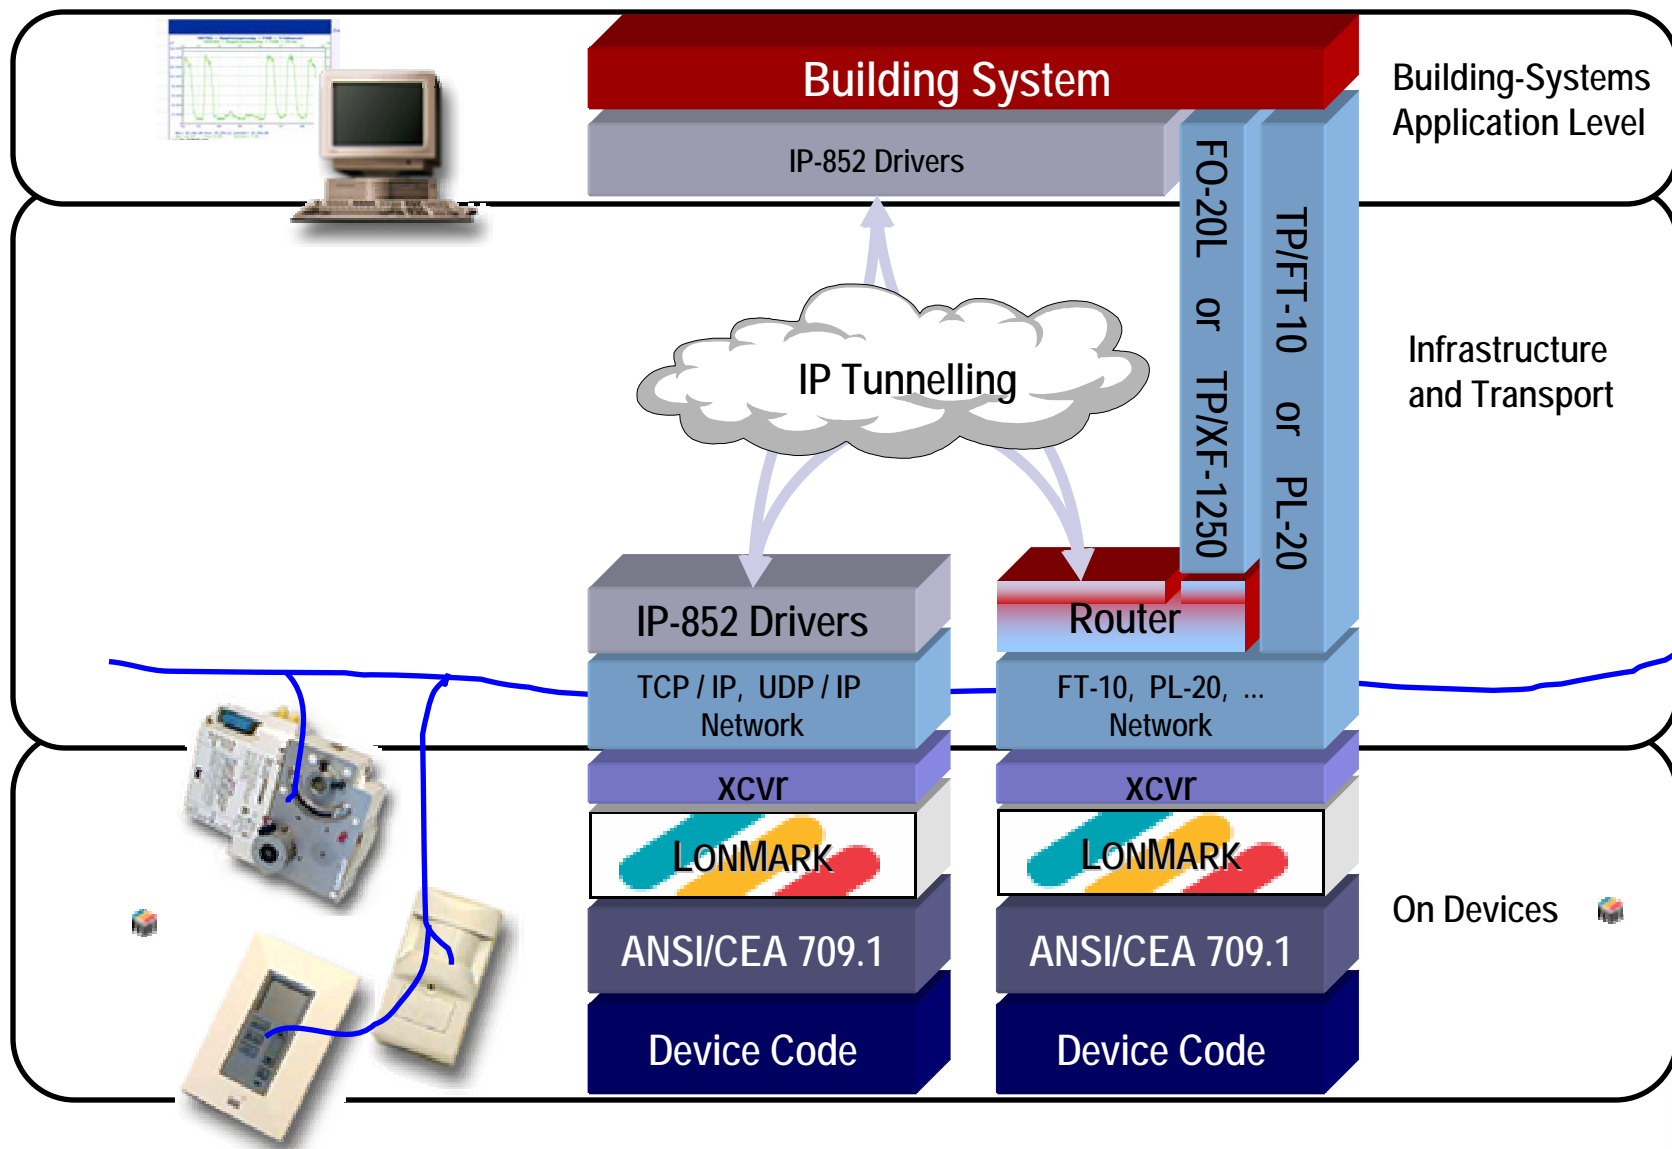 Building System
Building-Systems
Application Level
IP-852 Drivers
FO-20L or TP/XF-1250
TP/FT-10 or PL-20
IP Tunnelling
Infrastructure
and Transport
IP-852 Drivers
Router
TCP / IP, UDP / IP
Network
FT-10, PL-20, ...
Network
xcvr
xcvr
LONMARK
LONMARK
On Devices
ANSI/CEA 709.1
ANSI/CEA 709.1
Device Code
Device Code